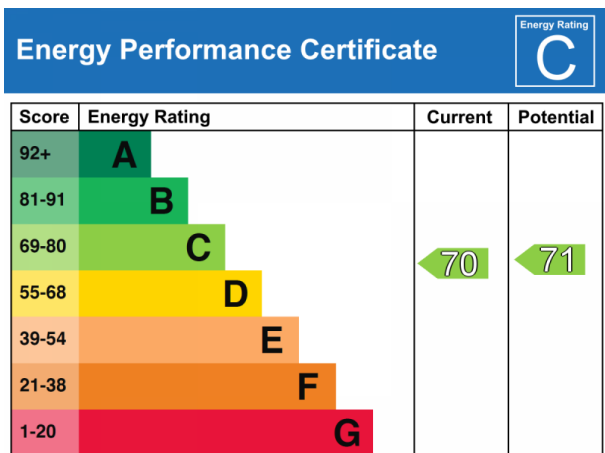 Energy Performance Certificate
Energy Rating
C
Score Energy Rating Current Potential
92+ A
81-91 B
69-80 C 70 71
55-68 D
39-54 E
21-38 F
1-20 G